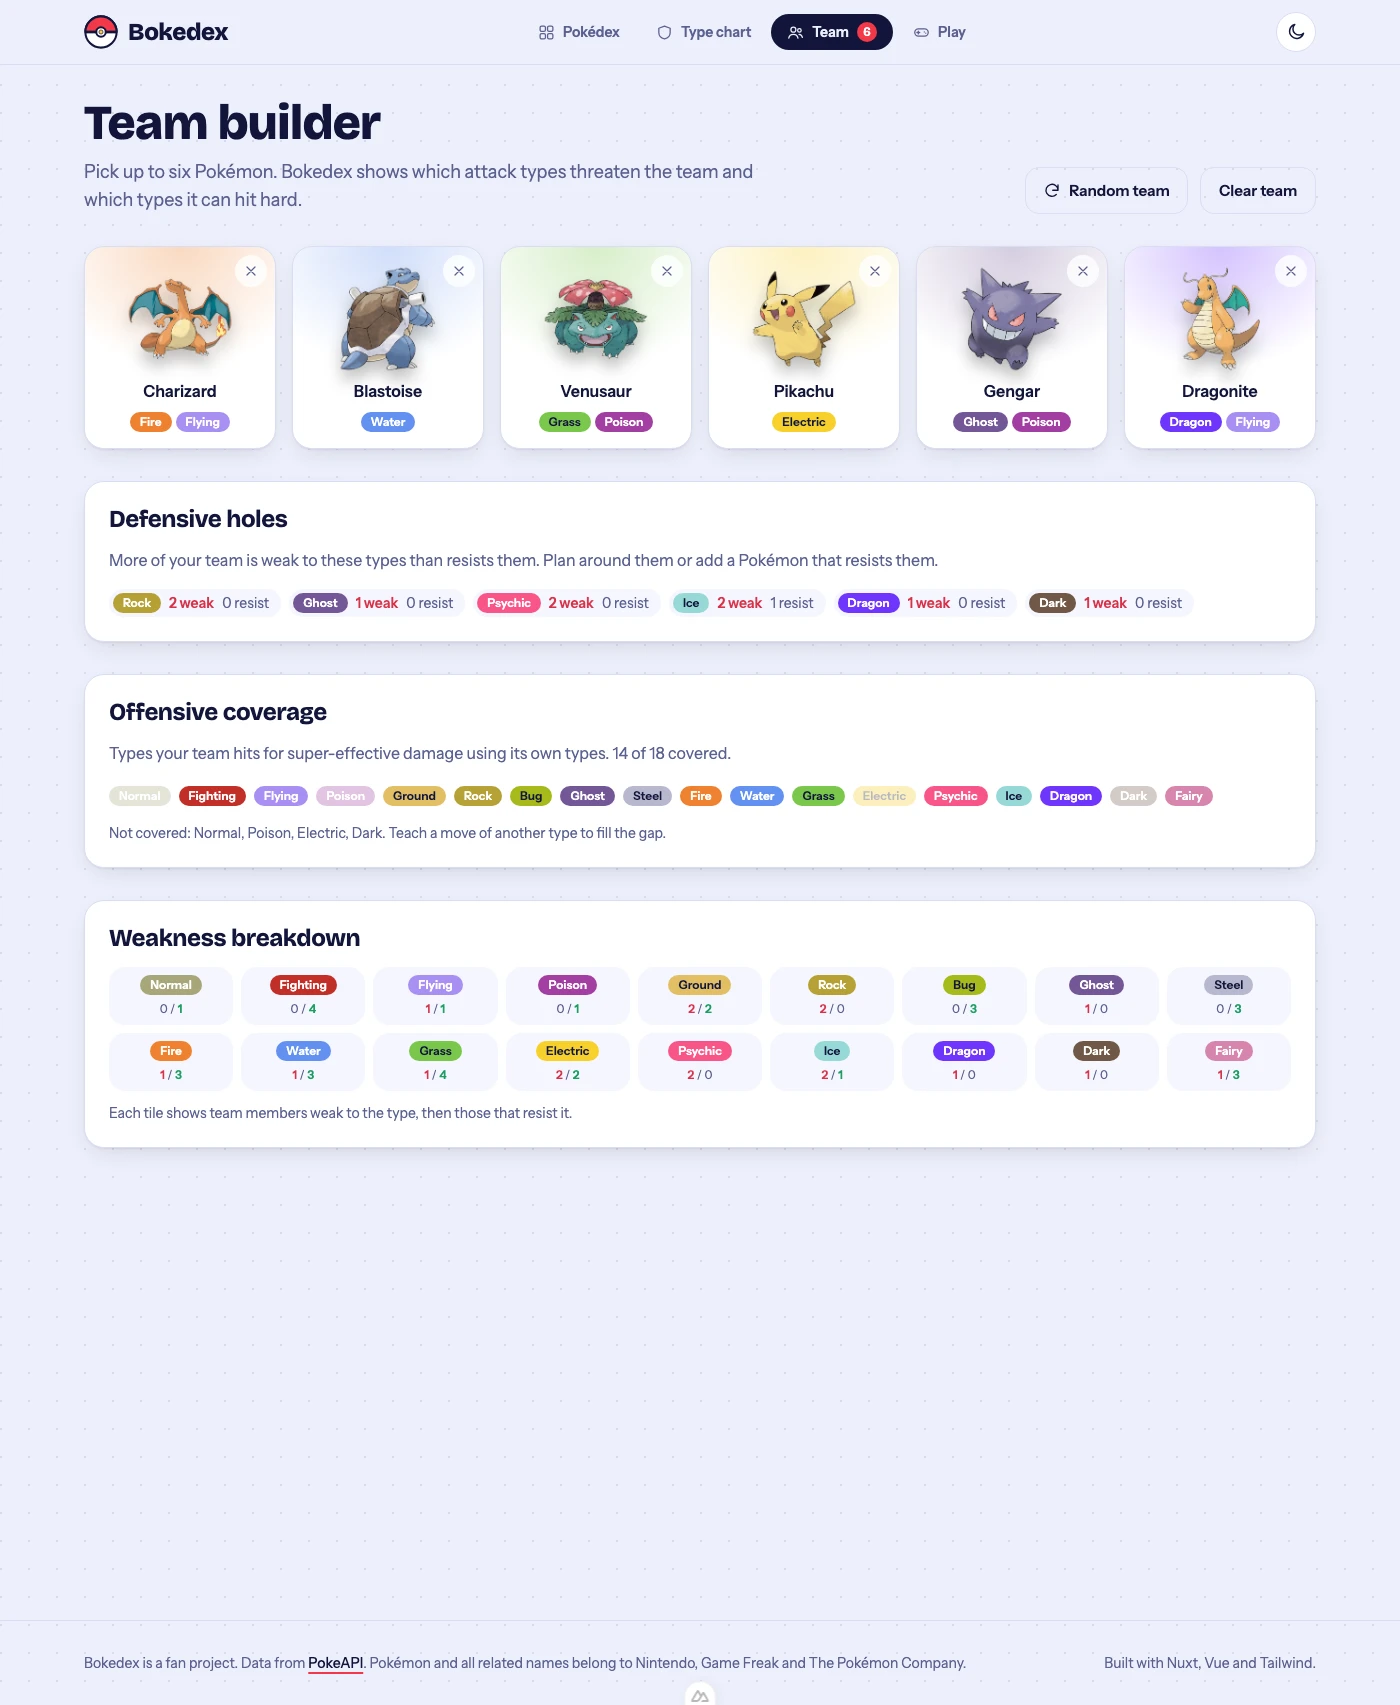 Bokedex
Pokédex
Type chart
Team 6
Play
Team builder
Pick up to six Pokémon. Bokedex shows which attack types threaten the team and
which types it can hit hard.
Random team
Clear team
Charizard
Fire Flying
Blastoise
Water
Venusaur
Grass Poison
Pikachu
Electric
Gengar
Ghost Poison
Dragonite
Dragon Flying
Defensive holes
More of your team is weak to these types than resists them. Plan around them or add a Pokémon that resists them.
Rock 2 weak 0 resist Ghost 1 weak 0 resist Psychic 2 weak 0 resist Ice 2 weak 1 resist Dragon 1 weak 0 resist Dark 1 weak 0 resist
Offensive coverage
Types your team hits for super-effective damage using its own types. 14 of 18 covered.
Normal Fighting Flying Poison Ground Rock Bug Ghost Steel Fire Water Grass Electric Psychic Ice Dragon Dark Fairy
Not covered: Normal, Poison, Electric, Dark. Teach a move of another type to fill the gap.
Weakness breakdown
Normal Fighting Flying Poison Ground Rock Bug Ghost Steel
0 / 1 0 / 4 1 / 1 0 / 1 2 / 2 2 / 0 0 / 3 1 / 0 0 / 3
Fire Water Grass Electric Psychic Ice Dragon Dark Fairy
1 / 3 1 / 3 1 / 4 2 / 2 2 / 0 2 / 1 1 / 0 1 / 0 1 / 3
Each tile shows team members weak to the type, then those that resist it.
Bokedex is a fan project. Data from PokeAPI. Pokémon and all related names belong to Nintendo, Game Freak and The Pokémon Company.
Built with Nuxt, Vue and Tailwind.